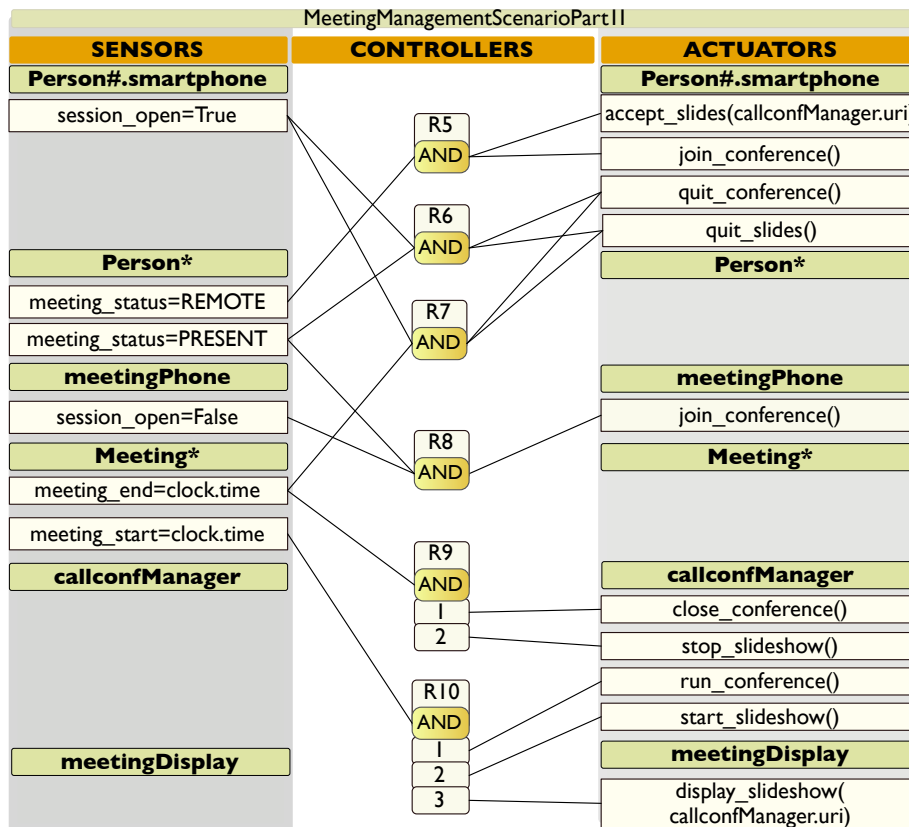 MeetingManagementScenarioPart11
SENSORS
CONTROLLERS
ACTUATORS
Person#.smartphone
session_open=True
Person*
meeting_status=REMOTE
meeting_status=PRESENT
meetingPhone
session_open=False
Meeting*
meeting_end=clock.time
meeting_start=clock.time
callconfManager
meetingDisplay
R5
AND
R6
AND
R7
AND
R8
AND
R9
AND
1
2
R10
AND
1
2
3
Person#.smartphone
accept_slides(callconfManager.uri)
join_conference()
quit_conference()
quit_slides()
Person*
meetingPhone
join_conference()
Meeting*
callconfManager
close_conference()
stop_slideshow()
run_conference()
start_slideshow()
meetingDisplay
display_slideshow(
callconfManager.uri)